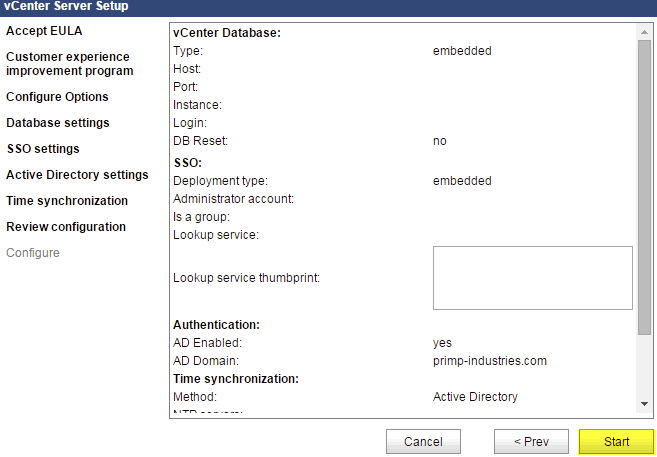 vCenter Server Setup
Accept EULA
Customer experience
improvement program
Configure Options
Database settings
SSO settings
Active Directory settings
Time synchronization
Review configuration
Configure
vCenter Database:
Type: embedded
Host:
Port:
Instance:
Login:
DB Reset: no
SSO:
Deployment type: embedded
Administrator account:
Is a group:
Lookup service:
Lookup service thumbprint:
Authentication:
AD Enabled: yes
AD Domain: primp-industries.com
Time synchronization:
Method: Active Directory
Cancel
< Prev
Start